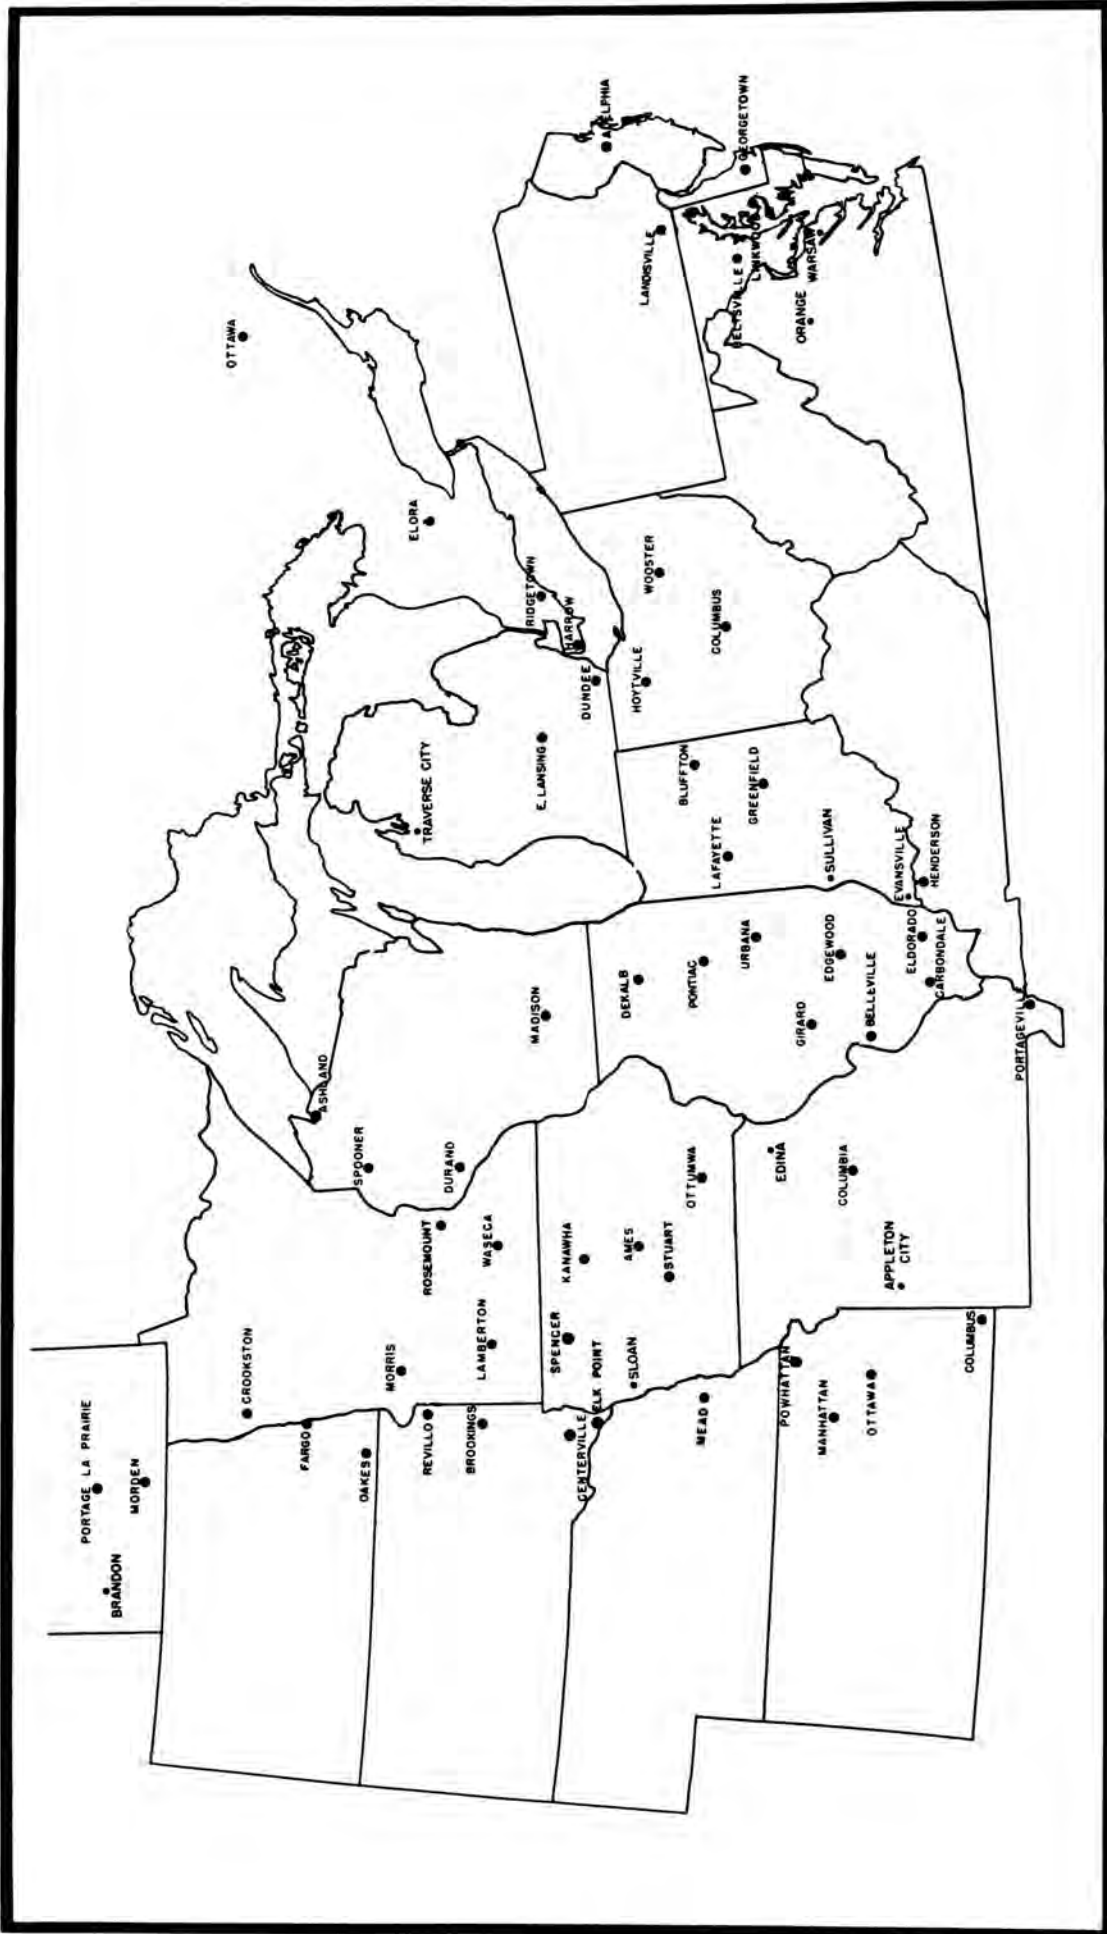 PORTAGE LA PRAIRIE
BRANDON
MORDEN
CROOKSTON
FARGO
OAKES
MORRIS
REVILLO
BROOKINGS
LAMBERTON
ROSEMOUNT
WASECA
CENTERVILLE
ELK POINT
SPENCER
KANAWHA
SLOAN
AMES
STUART
OTTUMWA
MEAD
POWHATTAN
MANHATTAN
OTTAWA
COLUMBUS
APPLETON
CITY
COLUMBIA
EDINA
PORTAGEVILLE
ASHLAND
SPOONER
DURAND
MADISON
DEKALB
PONTIAC
URBANA
GIRARD
EDGEWOOD
BELLEVILLE
ELDORADO
CARBONDALE
TRAVERSE CITY
E. LANSING
DUNDEE
BLUFFTON
LAFAYETTE
GREENFIELD
SULLIVAN
EVANSVILLE
HENDERSON
HOYTVILLE
WOOSTER
COLUMBUS
HARROW
RIDGETOWN
ELORA
OTTAWA
LANDISVILLE
ADELPHIA
GEORGETOWN
BELTSVILLE
LINKWOOD
WARSAW
ORANGE